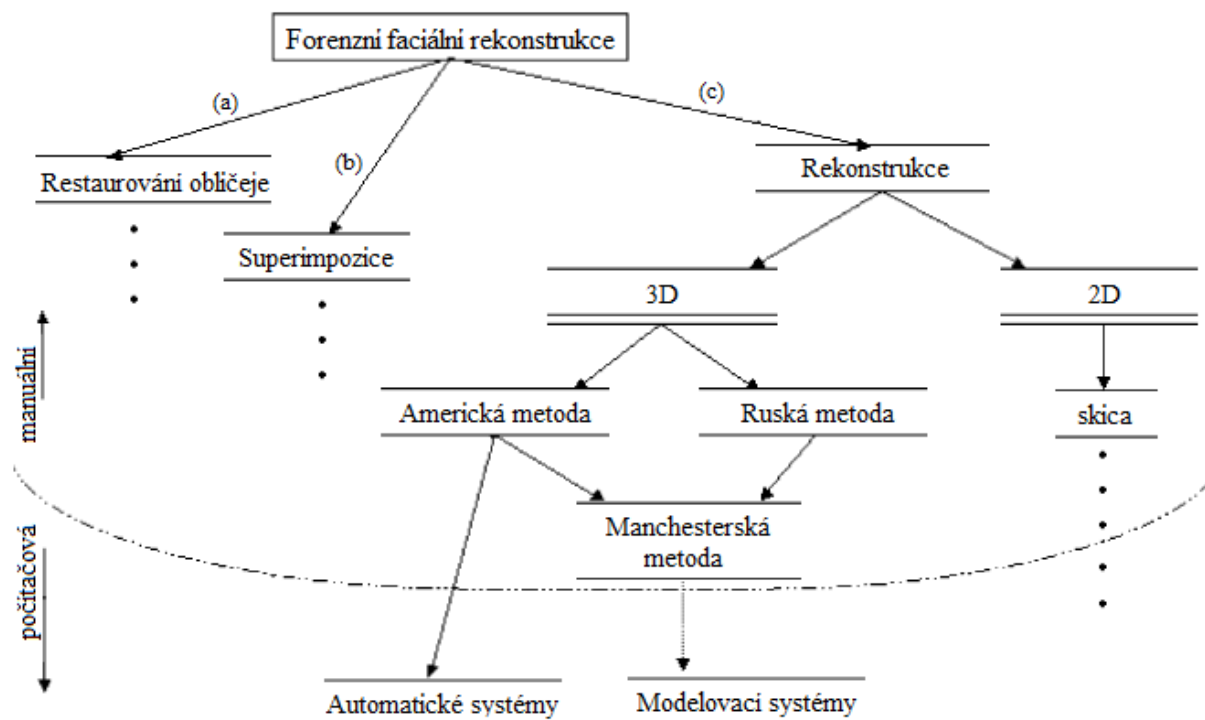 Forenzní faciální rekonstrukce
(a)
(c)
(b)
Restaurování obličeje
Rekonstrukce
Superimpozice
3D
2D
manuální
Americká metoda
Ruská metoda
skica
Manchesterská
metoda
počítačová
Automatické systémy
Modelovací systémy